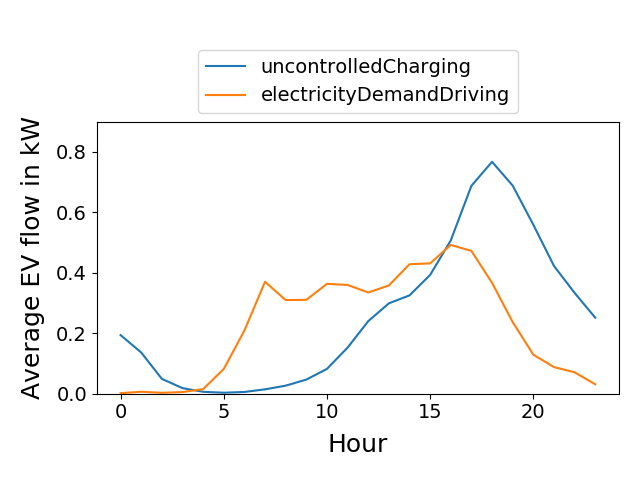 uncontrolledCharging
electricityDemandDriving
Average EV flow in kW
0.8
0.6
0.4
0.2
0.0
0 5 10 15 20
Hour